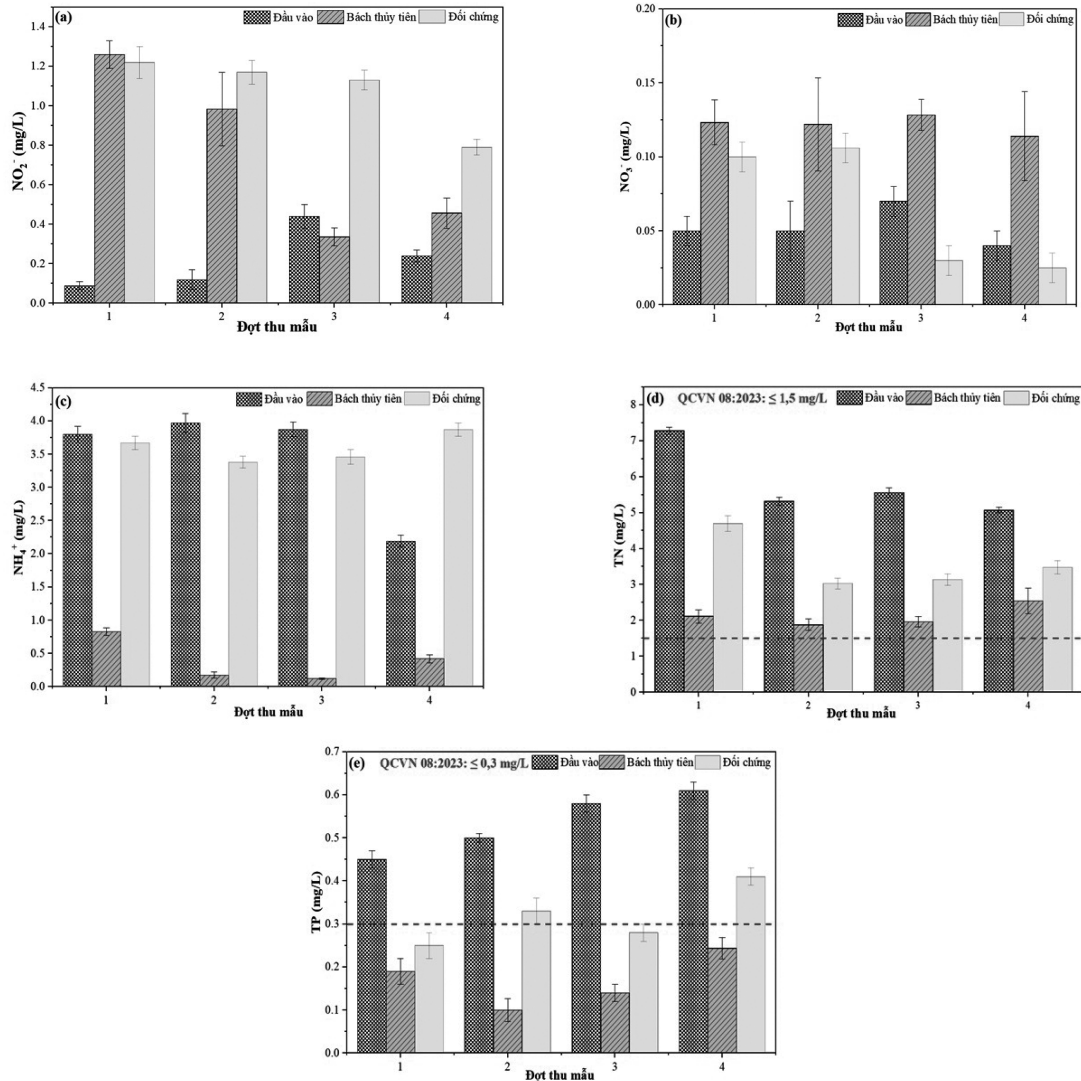 (a) Đầu vào Bách thủy tiên Đối chứng
1.4
1.2
1.0
0.8
0.6
0.4
0.2
0.0
NO₂⁻ (mg/L)
1 2 3 4
Đợt thu mẫu
(b) Đầu vào Bách thủy tiên Đối chứng
0.20
0.15
0.10
0.05
0.00
NO₃⁻ (mg/L)
1 2 3 4
Đợt thu mẫu
(c) Đầu vào Bách thủy tiên Đối chứng
4.5
4.0
3.5
3.0
2.5
2.0
1.5
1.0
0.5
0.0
NH₄⁺ (mg/L)
1 2 3 4
Đợt thu mẫu
(d) QCVN 08:2023: ≤ 1,5 mg/L Đầu vào Bách thủy tiên Đối chứng
8
7
6
5
4
3
2
1
0
TN (mg/L)
1 2 3 4
Đợt thu mẫu
(e) QCVN 08:2023: ≤ 0,3 mg/L Đầu vào Bách thủy tiên Đối chứng
0.7
0.6
0.5
0.4
0.3
0.2
0.1
0.0
TP (mg/L)
1 2 3 4
Đợt thu mẫu